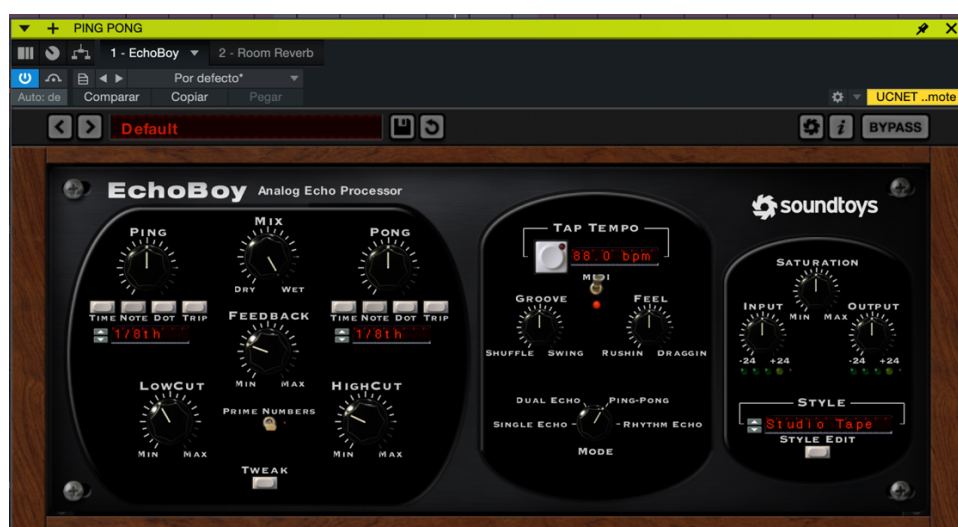 PING PONG
1 - EchoBoy 2 - Room Reverb
Por defecto*
Auto: de Comparar Copiar Pegar
UCNET ..mote
Default
BYPASS
EchoBoy Analog Echo Processor
soundtoys
PING MIX PONG
DRY WET
TIME NOTE DOT TRIP
1/8th
TIME NOTE DOT TRIP
1/8th
FEEDBACK
MIN MAX
LOWCUT
MIN MAX
HIGHCUT
MIN MAX
PRIME NUMBERS
TWEAK
TAP TEMPO
88.0 bpm
MIDI
GROOVE
SHUFFLE SWING
FEEL
RUSHIN DRAGGIN
DUAL ECHO PING-PONG
SINGLE ECHO RHYTHM ECHO
MODE
SATURATION
MIN MAX
INPUT OUTPUT
-24 +24 -24 +24
STYLE
Studio Tape
STYLE EDIT